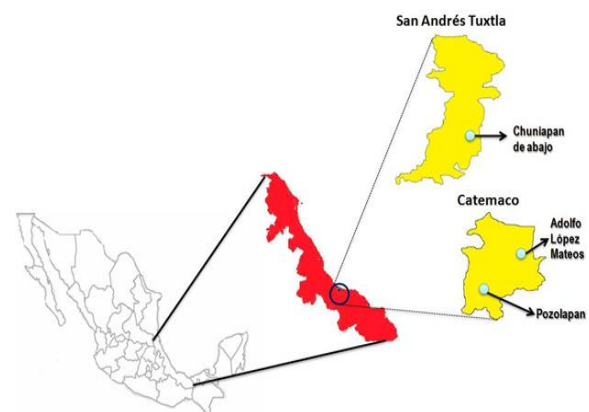 San Andrés Tuxtla
Chuniapan
de abajo
Catemaco
Adolfo
López
Mateos
Pozolapan